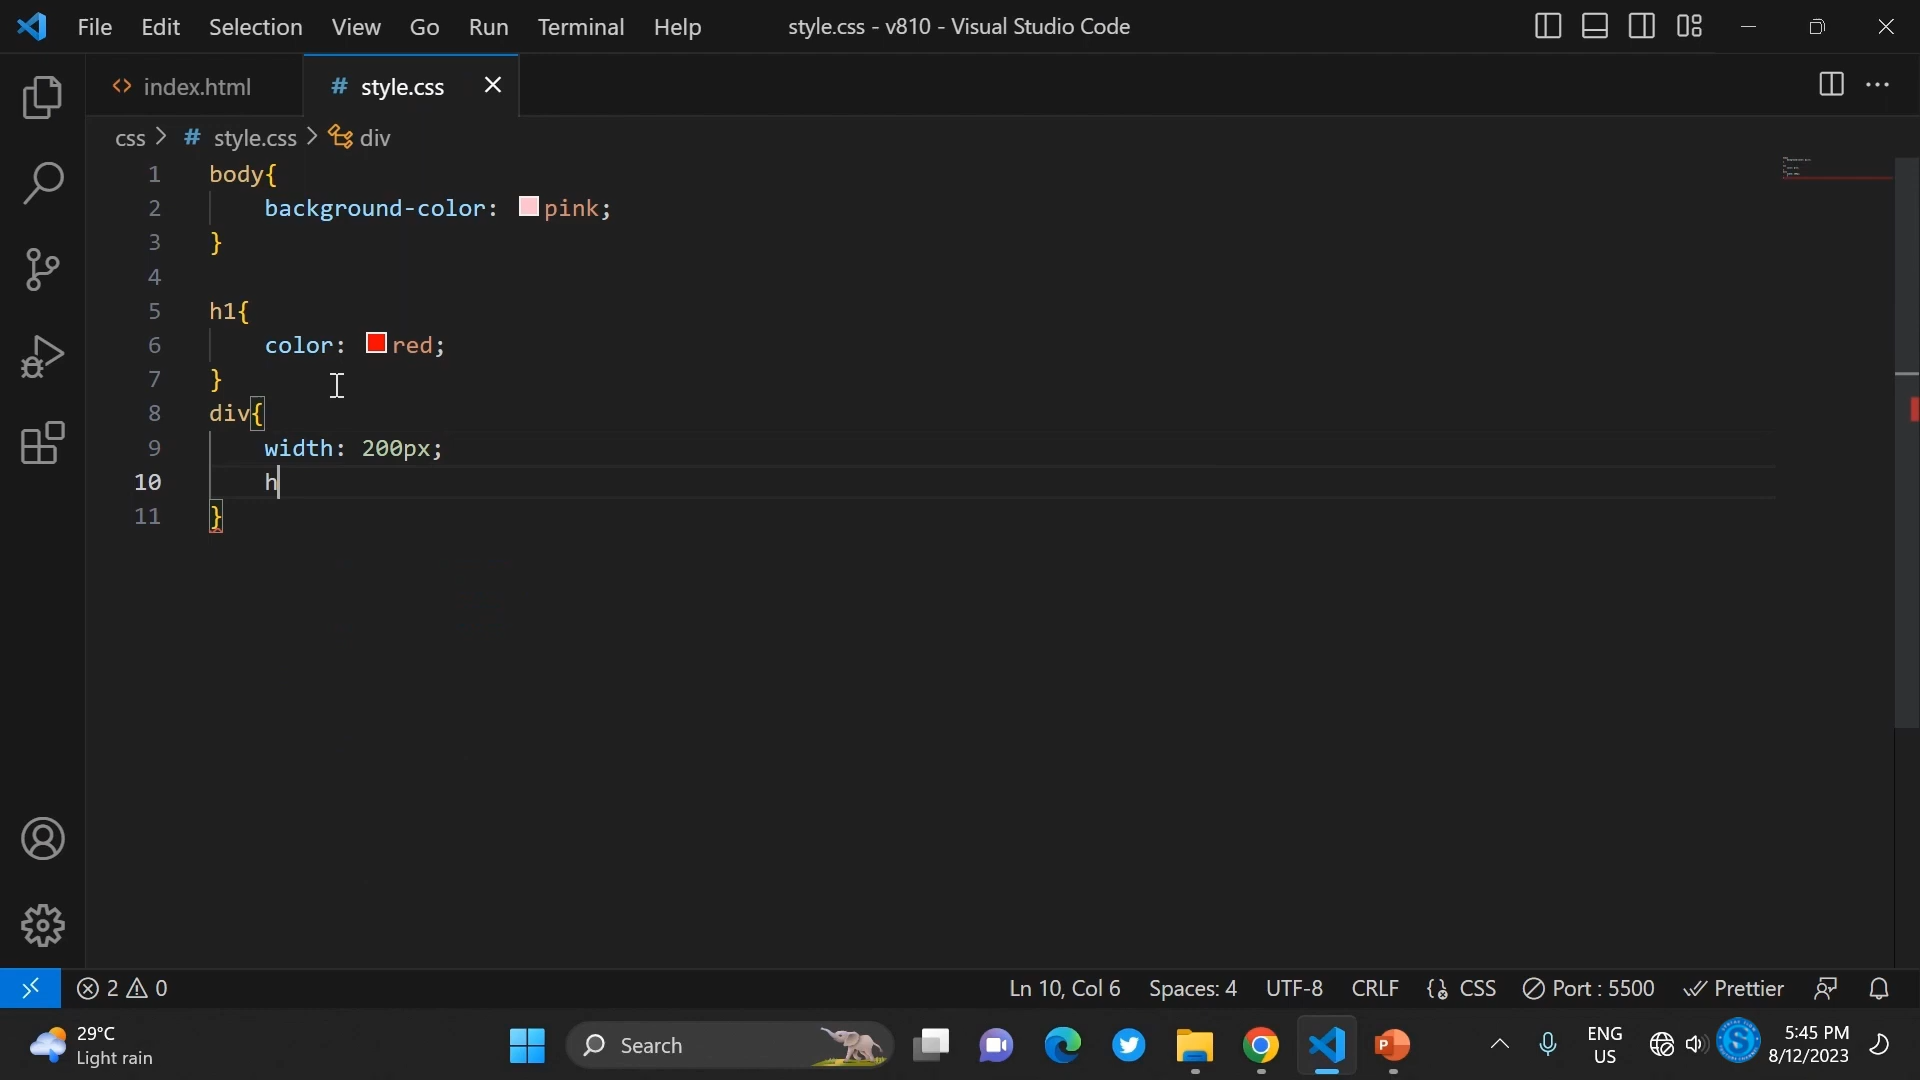 File Edit Selection View Go Run Terminal Help style.css - v810 - Visual Studio Code
<> index.html # style.css
css > # style.css > div
1 body{
2 background-color: pink;
3 }
4
5 h1{
6 color: red;
7 }
8 div{
9 width: 200px;
10 h
11 }
2 0 Ln 10, Col 6 Spaces: 4 UTF-8 CRLF {} CSS Port : 5500 Prettier
29°C
Light rain
Search
ENG
US
5:45 PM
8/12/2023